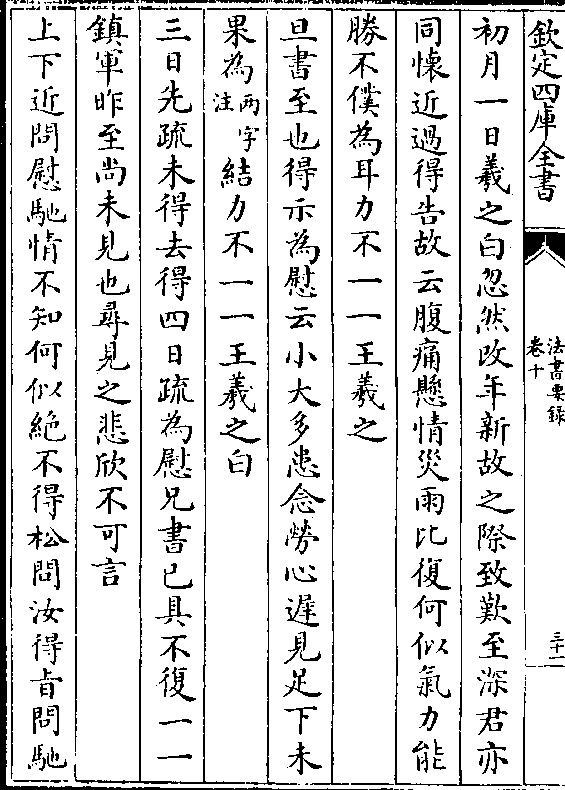 欽定四庫全書
法書要錄
卷十
三十一
初月一日羲之白忽然改年新故之際致歎至深君亦
同懷近過得告故云腹痛懸情災雨比復何似氣力能
勝不僕為耳力不一一王羲之
旦書至也得示為慰云小大多患念勞心遲見足下未
果為兩字注結力不一一王羲之白
三日先疏未得去得四日疏為慰兄書已具不復一一
鎮軍昨至尚未見也尋見之悲欣不可言
上下近問慰馳情不知何似絶不得松問汝得㫖問馳